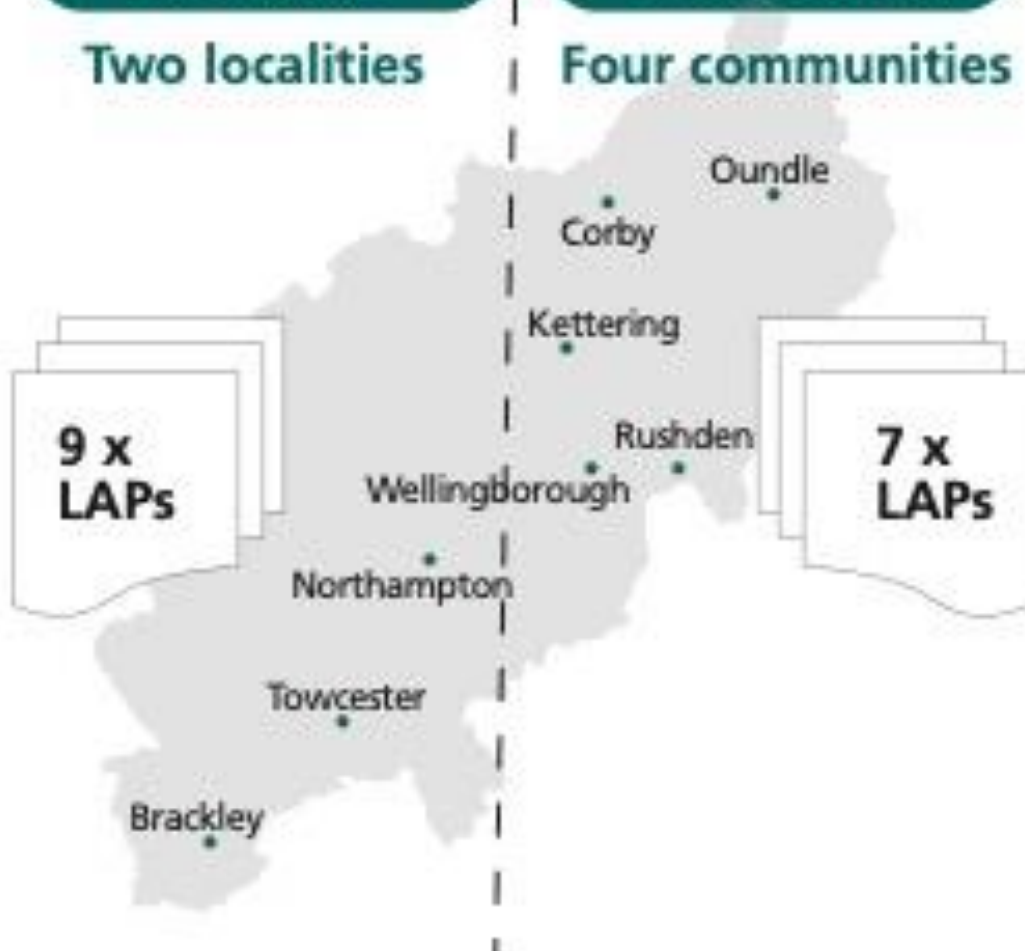 Two localities
Four communities
Oundle
Corby
Kettering
Rushden
9 x
LAPs
7 x
LAPs
Wellingborough
Northampton
Towcester
Brackley